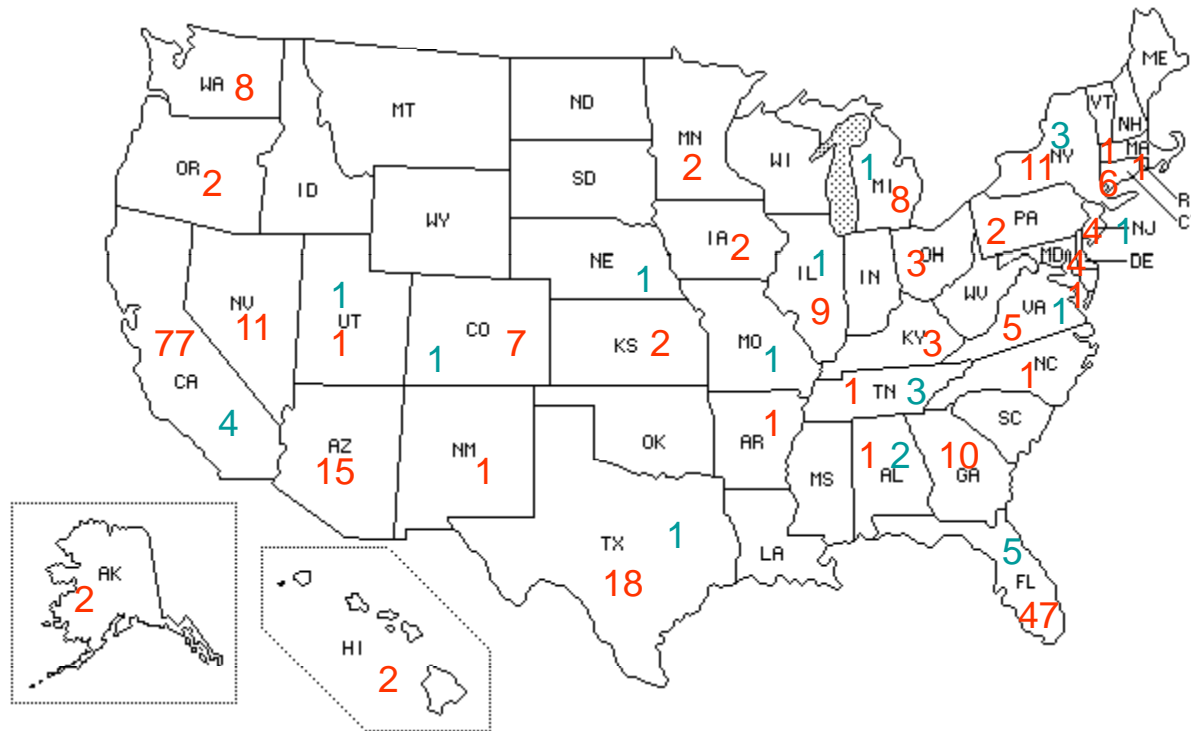 ME
WA 8
MT
ND
MN
2
VT
NH
3
NY
11
1
MA
1
OR 2
ID
SD
WI
1
MI
8
6
R
C
WY
IA 2
PA
2
4
1 NJ
NE
1
IL 1
9
IN
OH
3
MD
4
DE
NV
11
1
UT
1
CO 7
1
KS 2
MO
1
KY 3
WV
VA 1
5
1
77
CA
4
TN 3
1
NC
1
AZ
15
NM
1
OK
AR
1
MS
1 2
AL
10
GA
SC
TX 1
18
LA
5
FL
47
AK
2
HI
2